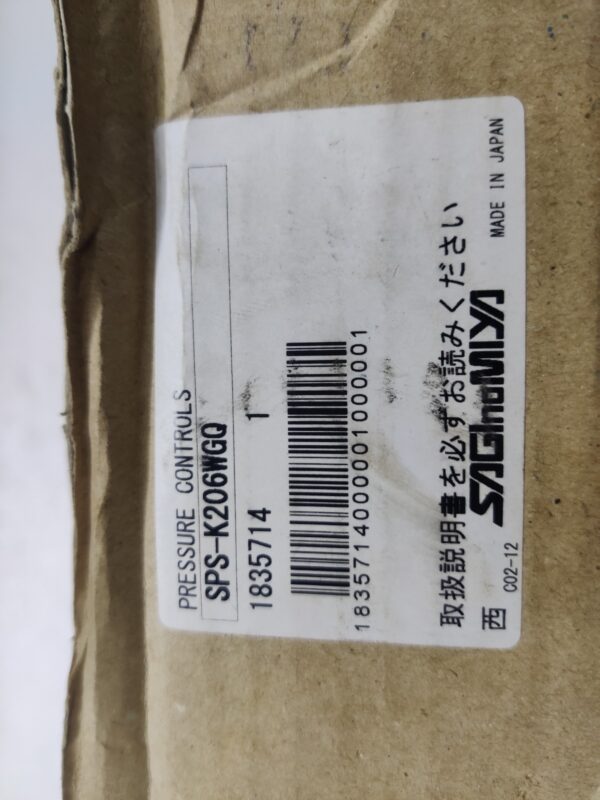 PRESSURE CONTROLS
SPS-K206WGQ
1835714 1
1835714000001000001
取扱説明書を必ずお読みください
西 SAGInoMIYA
C02-12 MADE IN JAPAN